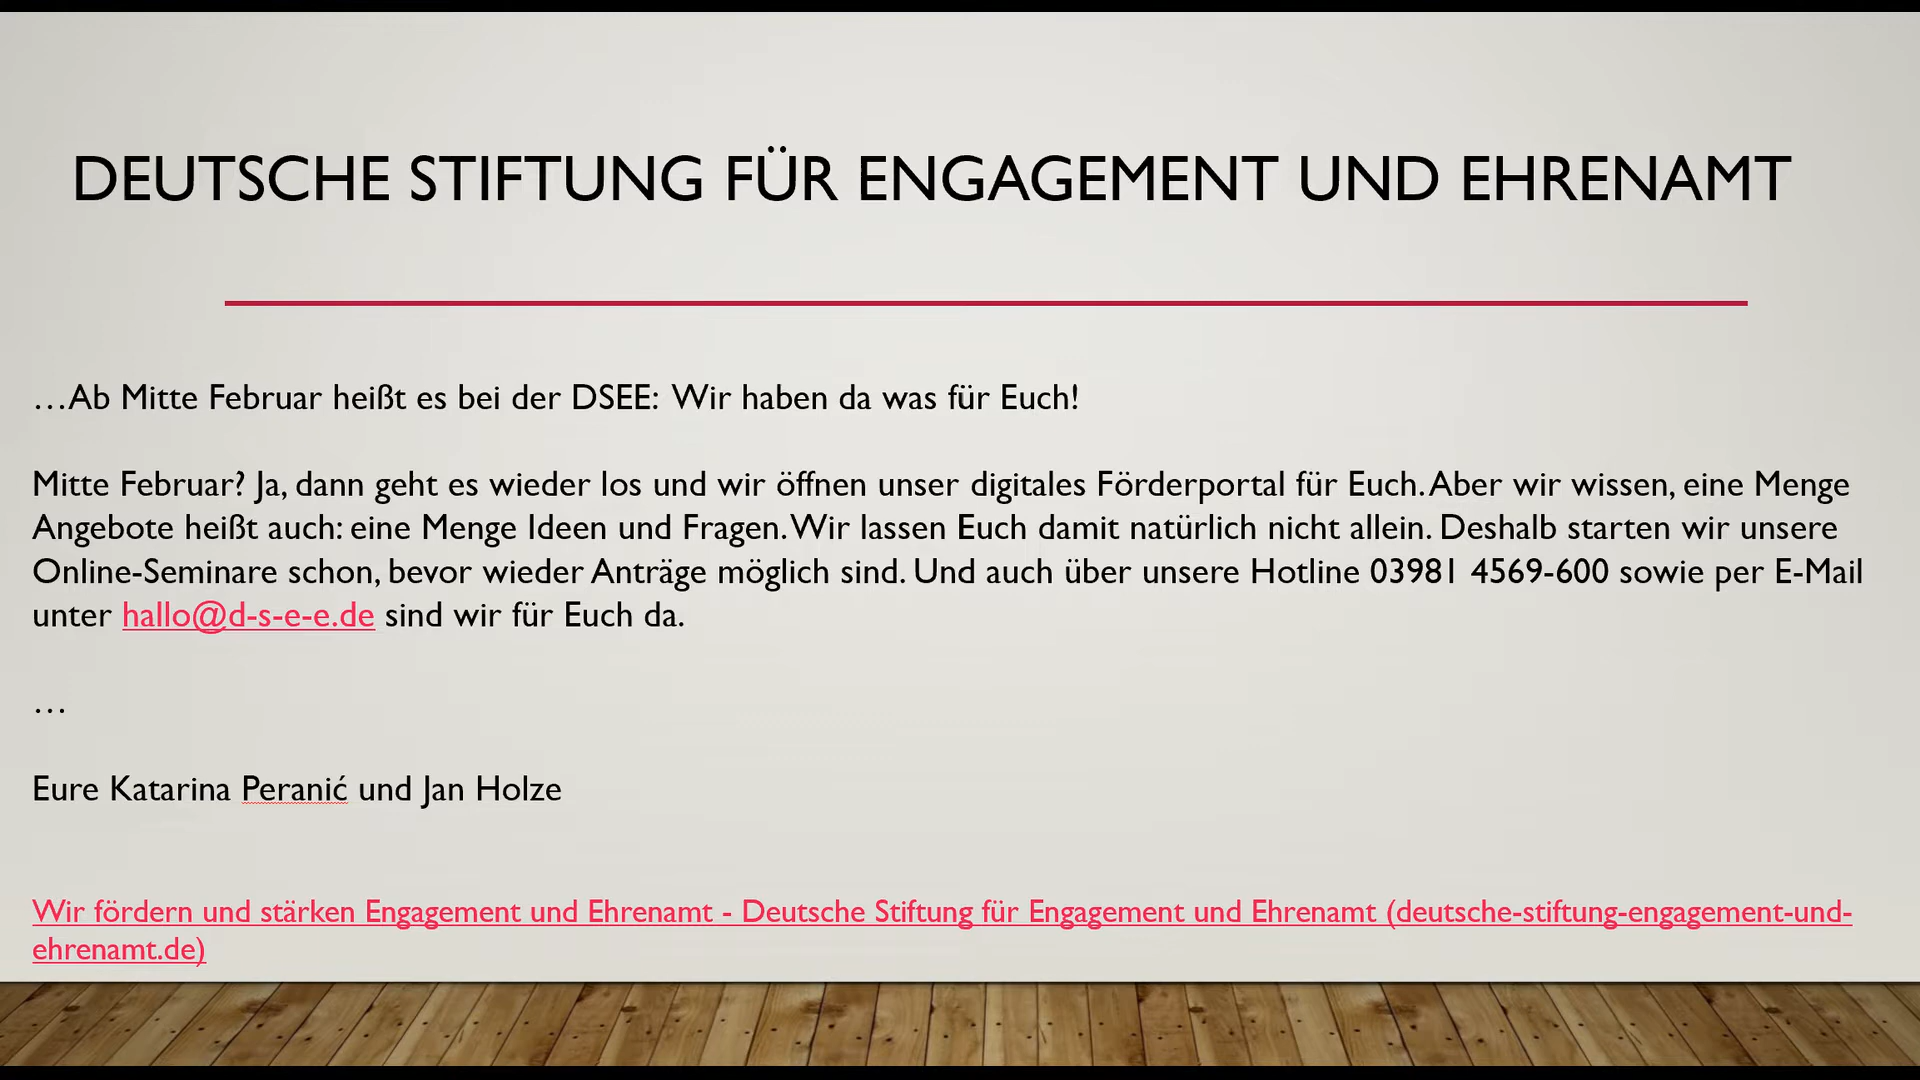 DEUTSCHE STIFTUNG FÜR ENGAGEMENT UND EHRENAMT
…Ab Mitte Februar heißt es bei der DSEE: Wir haben da was für Euch!
Mitte Februar? Ja, dann geht es wieder los und wir öffnen unser digitales Förderportal für Euch. Aber wir wissen, eine Menge
Angebote heißt auch: eine Menge Ideen und Fragen. Wir lassen Euch damit natürlich nicht allein. Deshalb starten wir unsere
Online-Seminare schon, bevor wieder Anträge möglich sind. Und auch über unsere Hotline 03981 4569-600 sowie per E-Mail
unter hallo@d-s-e-e.de sind wir für Euch da.
…
Eure Katarina Peranić und Jan Holze
Wir fördern und stärken Engagement und Ehrenamt - Deutsche Stiftung für Engagement und Ehrenamt (deutsche-stiftung-engagement-und-
ehrenamt.de)